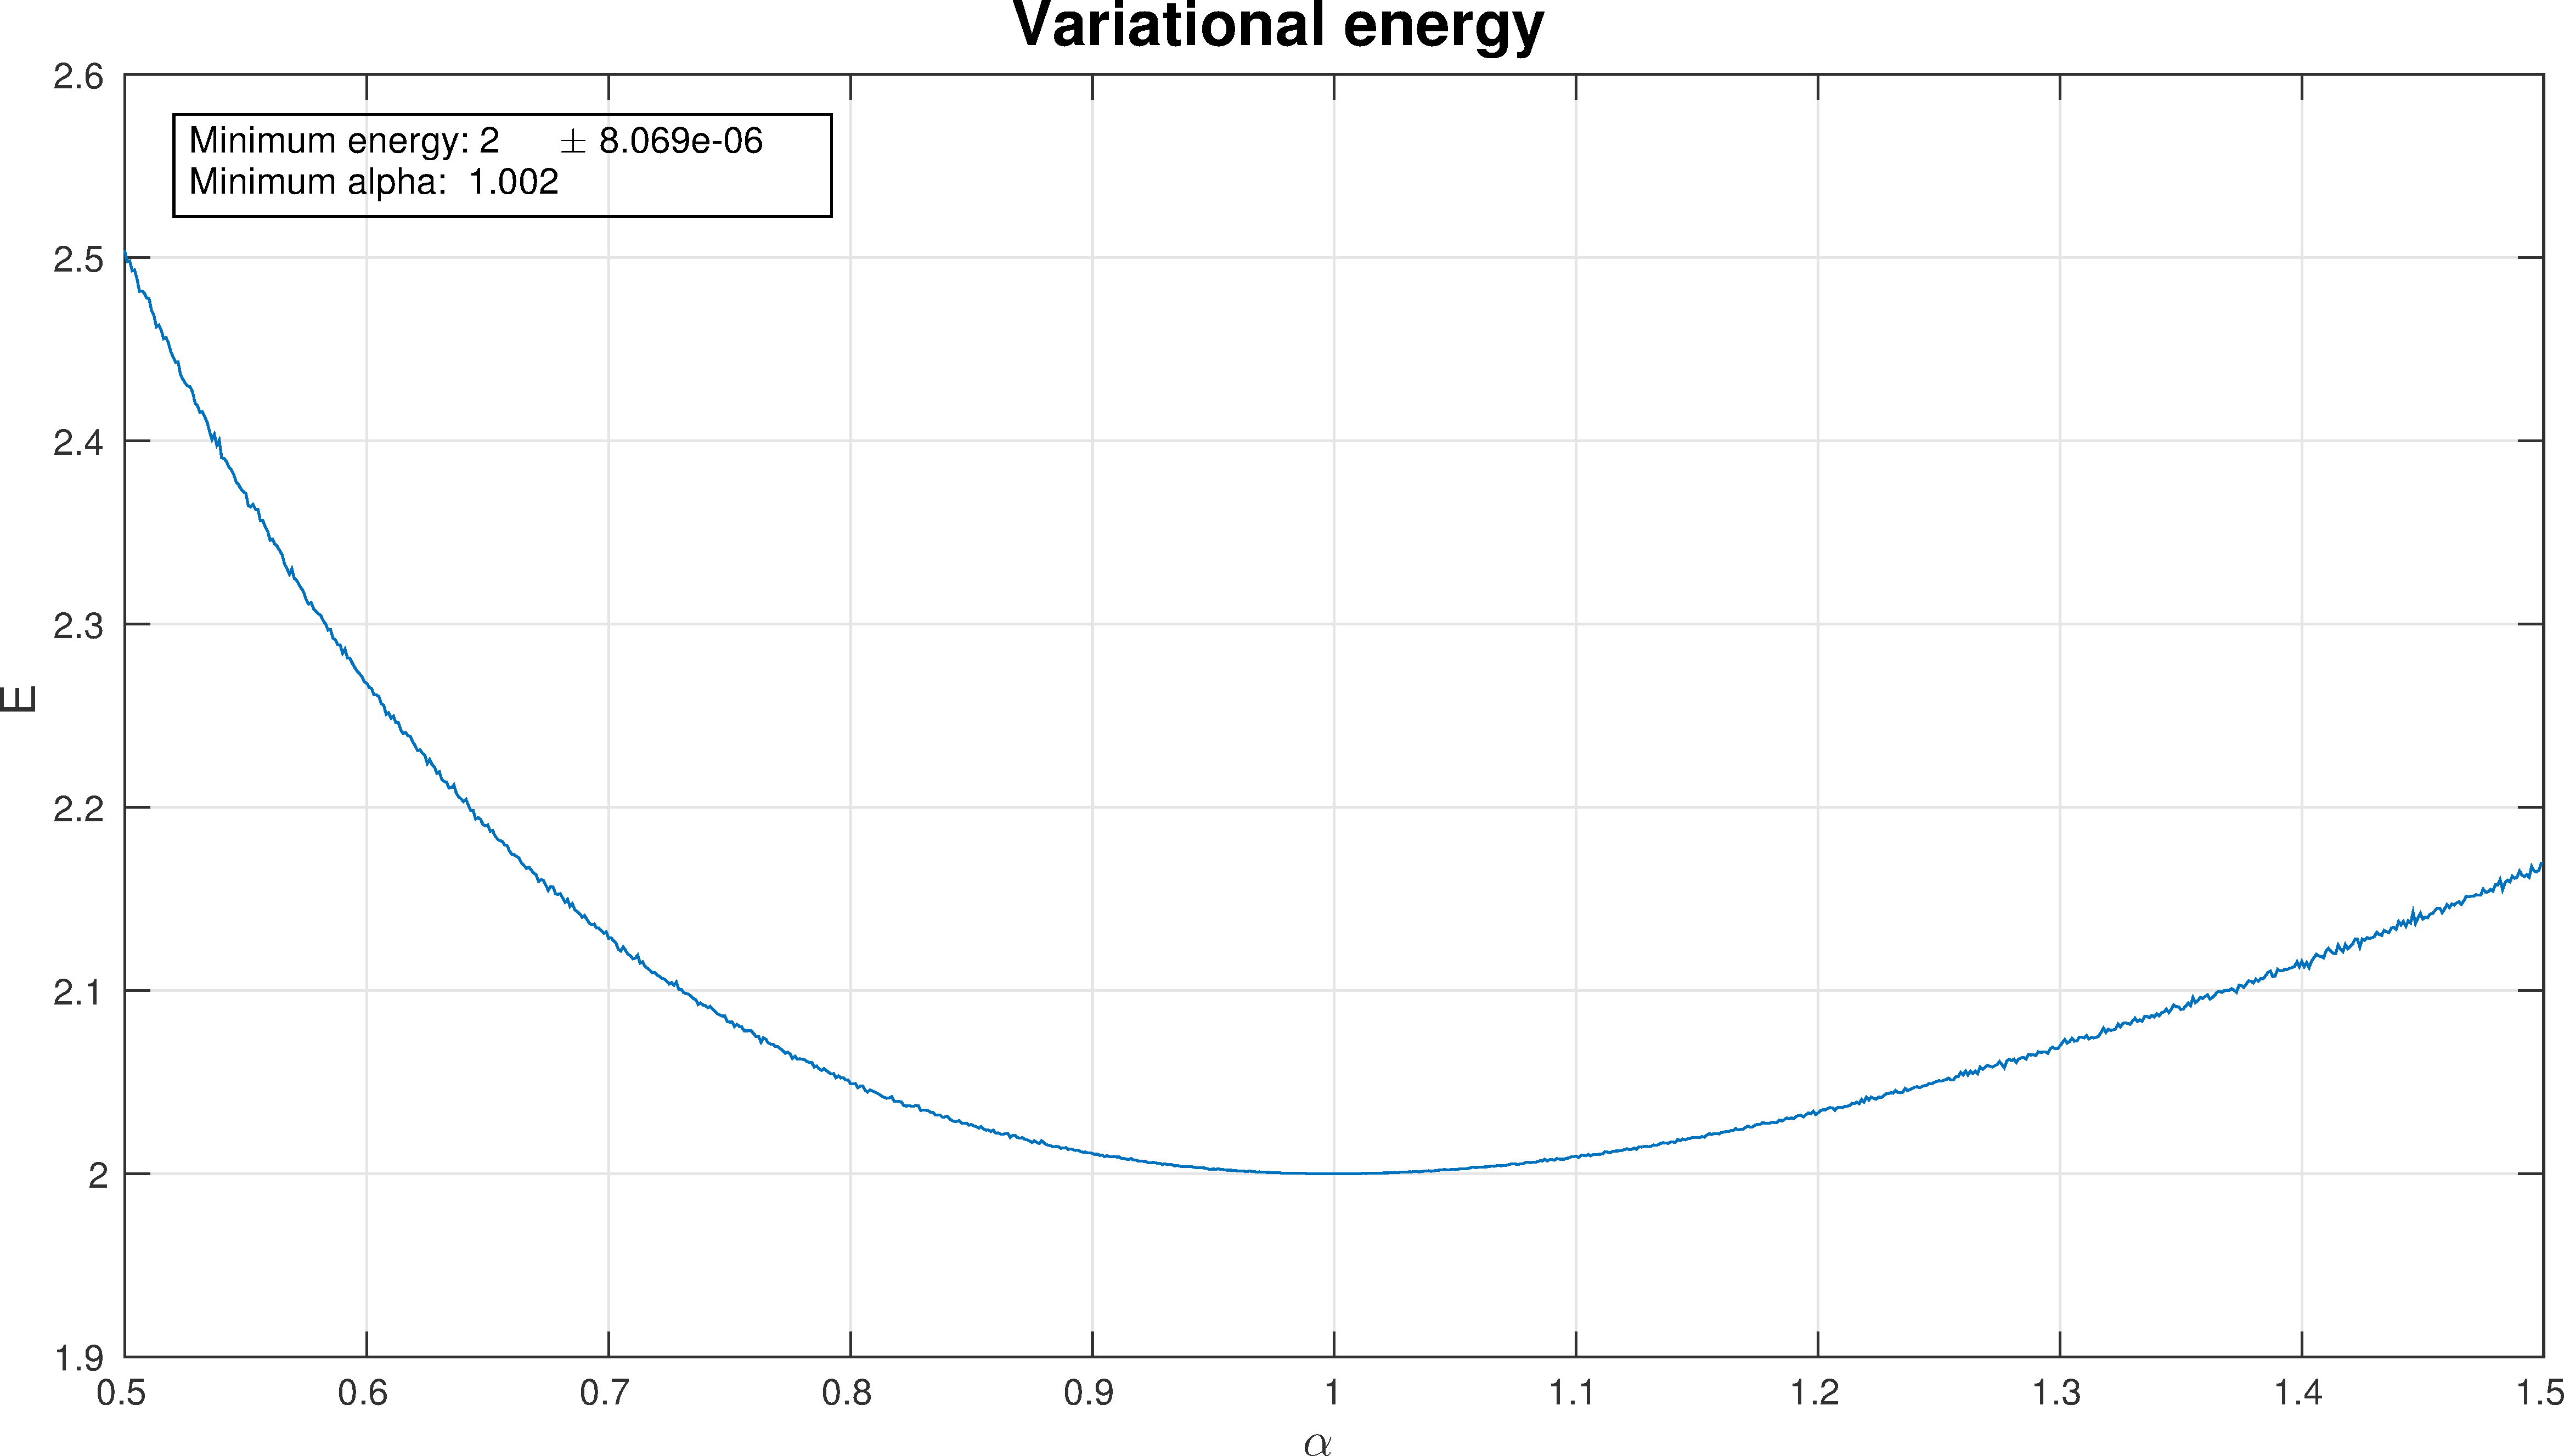 Variational energy
2.6
Minimum energy: 2 ± 8.069e-06
Minimum alpha: 1.002
2.5
2.4
2.3
E
2.2
2.1
2
1.9
0.5 0.6 0.7 0.8 0.9 1 1.1 1.2 1.3 1.4 1.5
α